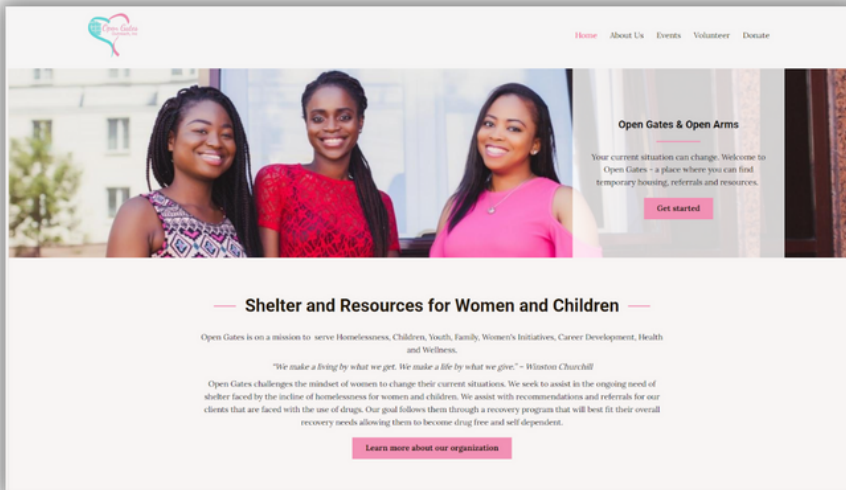 Open Gates
Home About Us Events Volunteer Donate
Open Gates & Open Arms
Your current situation can change. Welcome to
Open Gates - a place where you can find
temporary housing, referrals and resources.
Get started
Shelter and Resources for Women and Children
Open Gates is on a mission to serve Homelessness, Children, Youth, Family, Women's Initiatives, Career Development, Health
and Wellness.
"We make a living by what we get. We make a life by what we give." – Winston Churchill
Open Gates challenges the mindset of women to change their current situations. We seek to assist in the ongoing need of
shelter faced by the incline of homelessness for women and children. We assist with recommendations and referrals for our
clients that are faced with the use of drugs. Our goal follows them through a recovery program that will best fit their overall
recovery needs allowing them to become drug free and self dependent.
Learn more about our organization